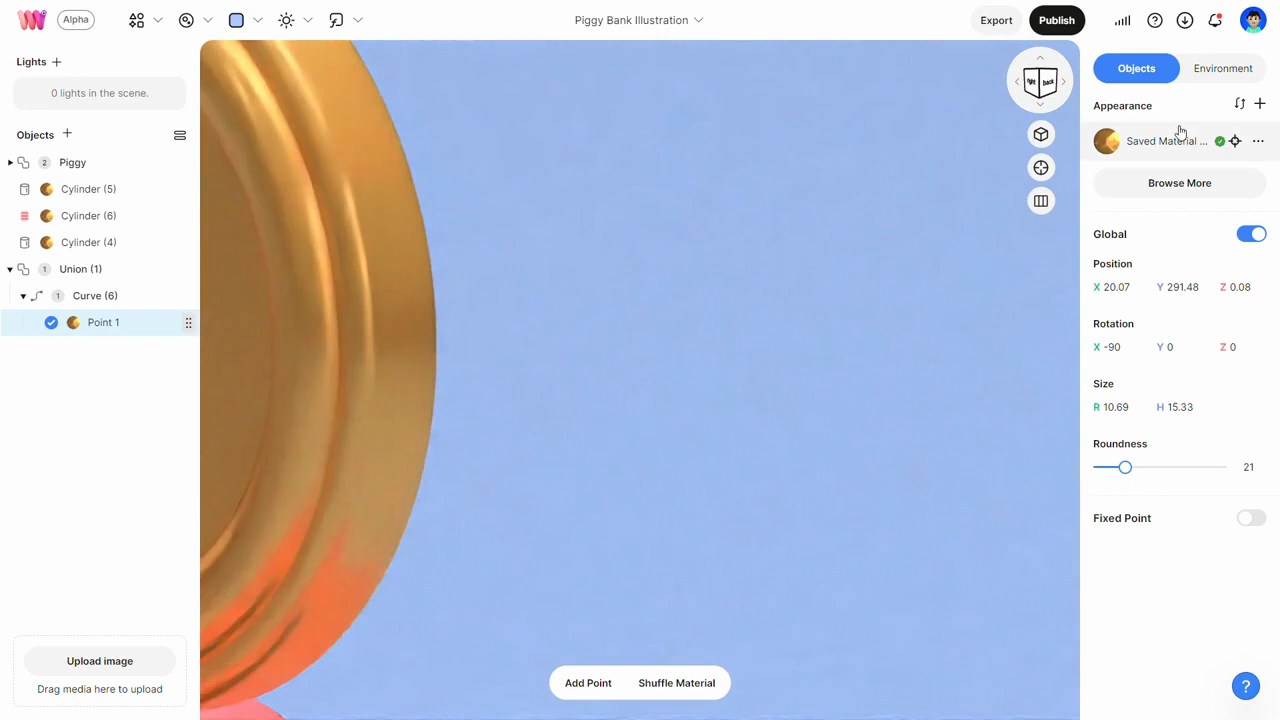 Alpha
Piggy Bank Illustration
Export
Publish
Lights
0 lights in the scene.
Objects
2 Piggy
Cylinder (5)
Cylinder (6)
Cylinder (4)
1 Union (1)
1 Curve (6)
Point 1
Upload image
Drag media here to upload
right back
Add Point
Shuffle Material
Objects
Environment
Appearance
Saved Material ...
Browse More
Global
Position
X 20.07 Y 291.48 Z 0.08
Rotation
X -90 Y 0 Z 0
Size
R 10.69 H 15.33
Roundness
21
Fixed Point
?